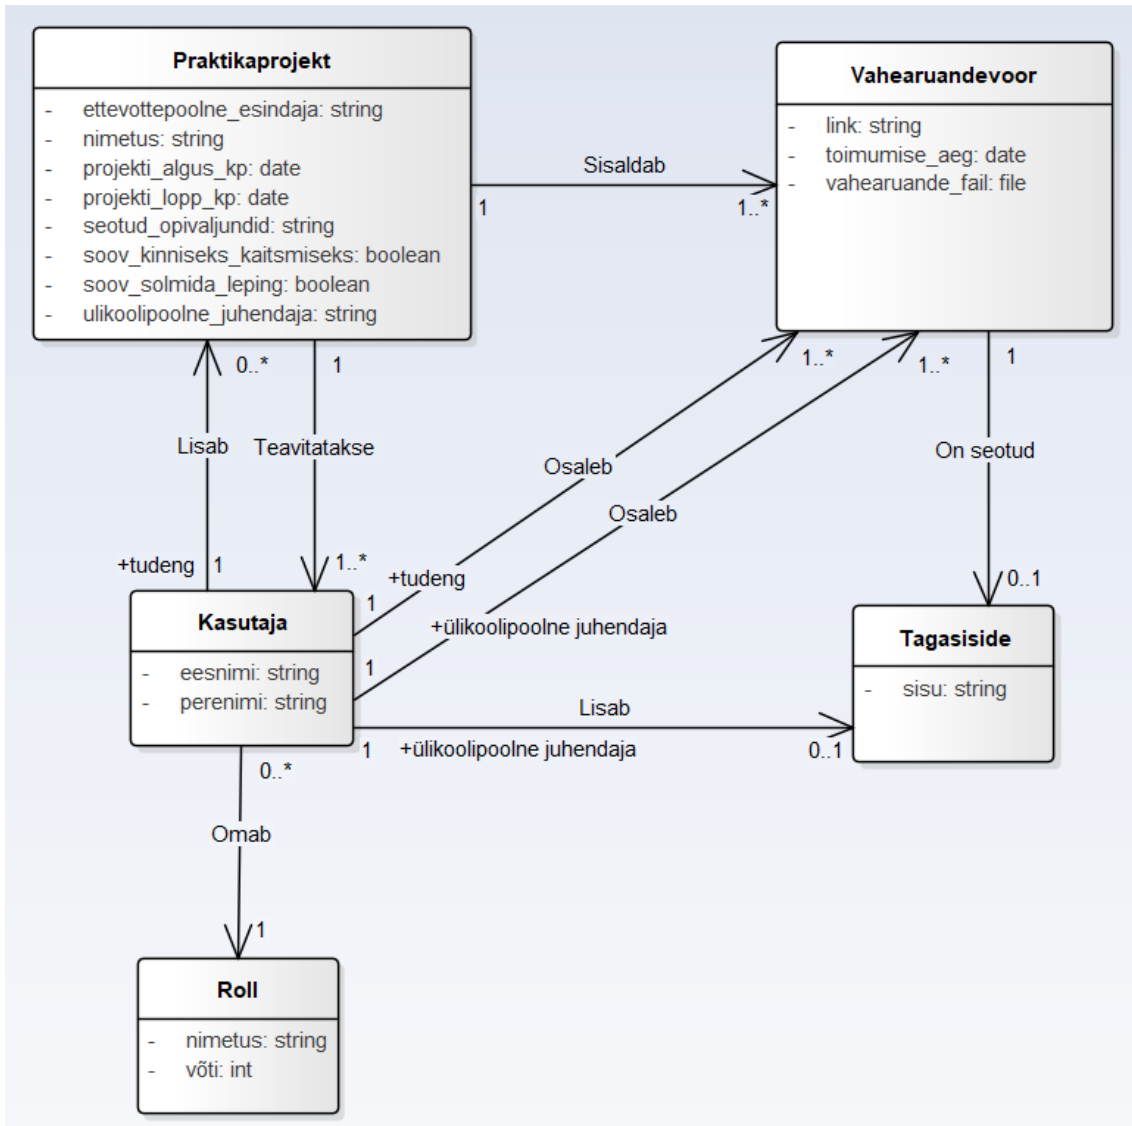 Praktikaprojekt
- ettevottepoolne_esindaja: string
- nimetus: string
- projekti_algus_kp: date
- projekti_lopp_kp: date
- seotud_opivaljundid: string
- soov_kinniseks_kaitsmiseks: boolean
- soov_solmida_leping: boolean
- ulikoolipoolne_juhendaja: string
Vahearuandevoor
- link: string
- toimumise_aeg: date
- vahearuande_fail: file
Sisaldab
1
1..*
0..*
1
1..*
1..*
1
Lisab
Teavitatakse
Osaleb
Osaleb
On seotud
+tudeng
1
1..*
+tudeng
1
+ülikoolipoolne juhendaja
1
0..1
Kasutaja
- eesnimi: string
- perenimi: string
Tagasiside
- sisu: string
Lisab
1
+ülikoolipoolne juhendaja
0..1
0..*
Omab
1
Roll
- nimetus: string
- võti: int